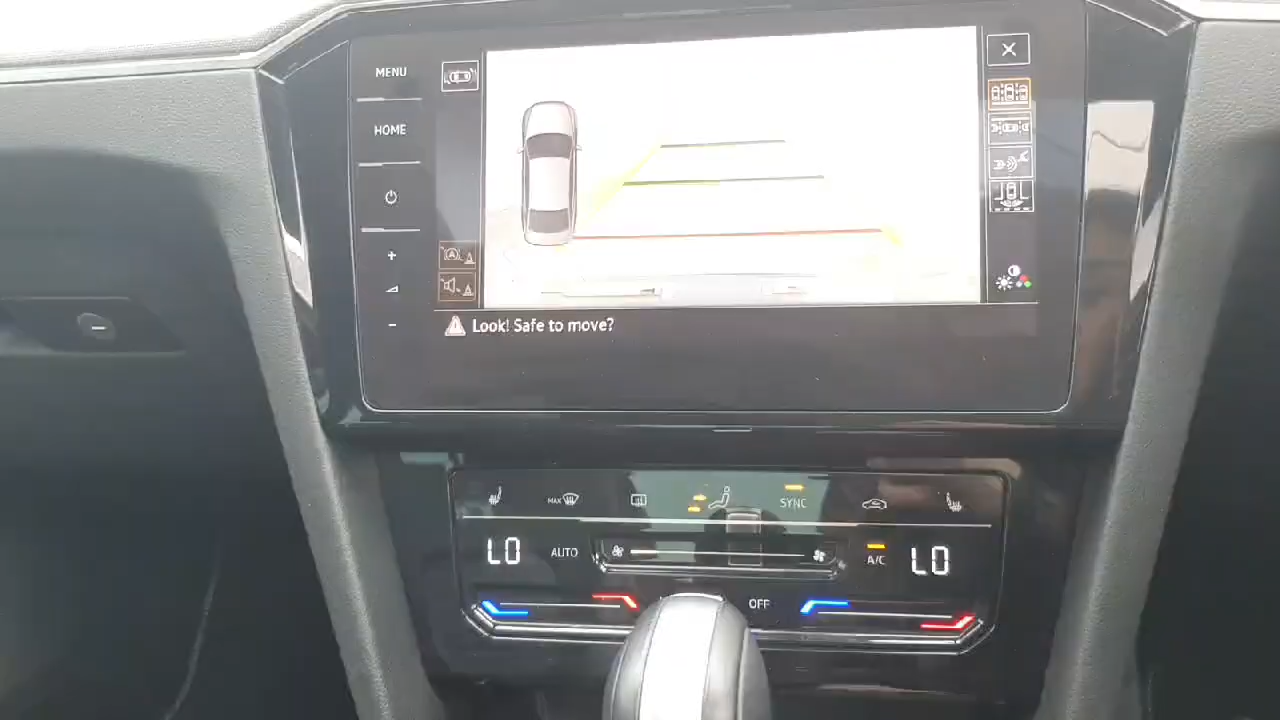 MENU
HOME
+
-
Look! Safe to move?
MAX
SYNC
LO
AUTO
A/C
LO
OFF